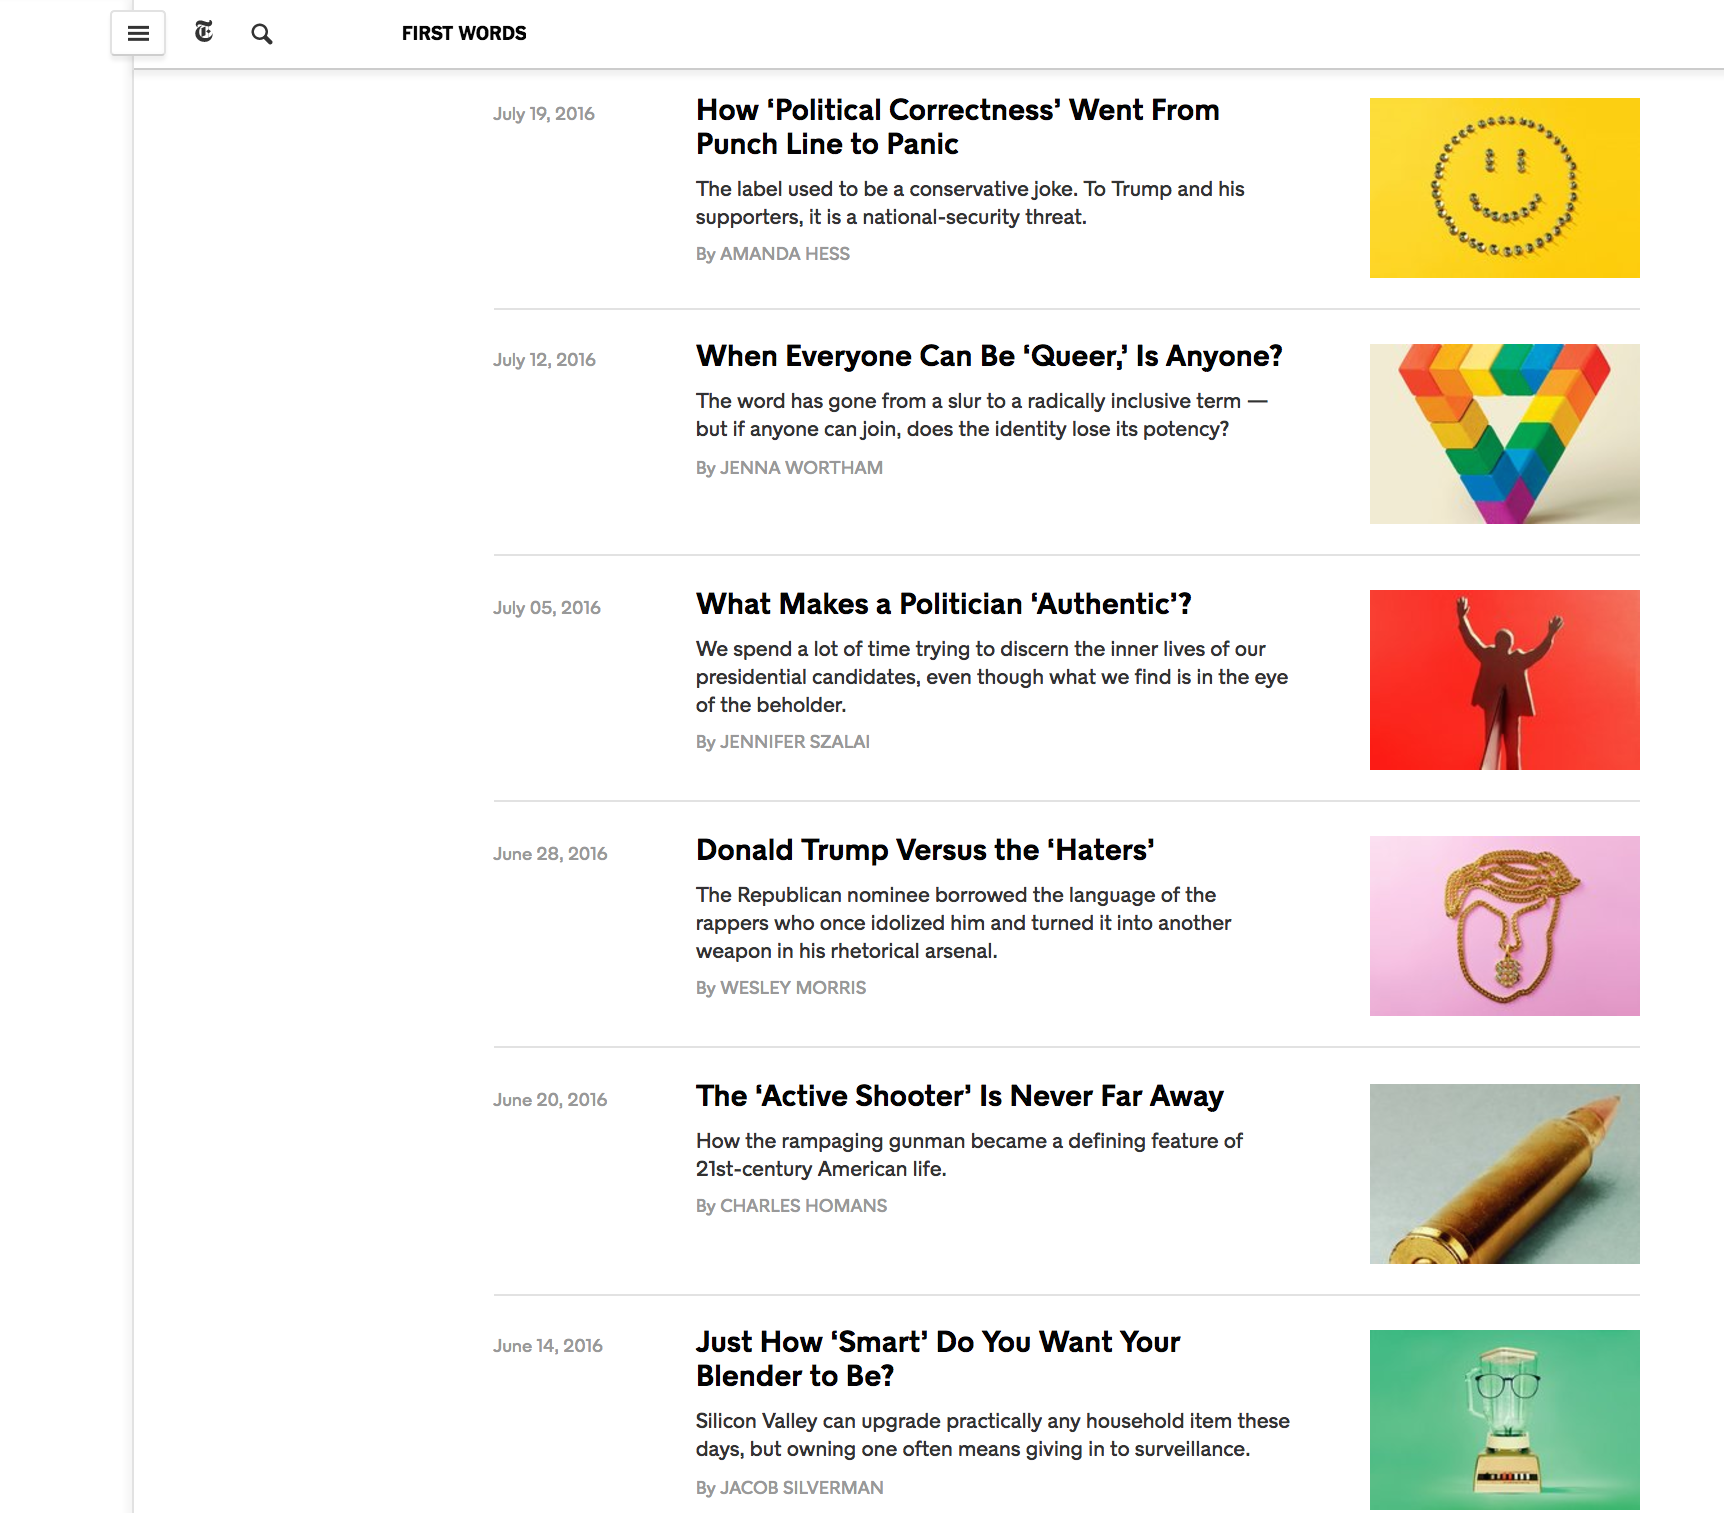 FIRST WORDS
July 19, 2016
How ‘Political Correctness’ Went From
Punch Line to Panic
The label used to be a conservative joke. To Trump and his
supporters, it is a national-security threat.
By AMANDA HESS
July 12, 2016
When Everyone Can Be ‘Queer,’ Is Anyone?
The word has gone from a slur to a radically inclusive term —
but if anyone can join, does the identity lose its potency?
By JENNA WORTHAM
July 05, 2016
What Makes a Politician ‘Authentic’?
We spend a lot of time trying to discern the inner lives of our
presidential candidates, even though what we find is in the eye
of the beholder.
By JENNIFER SZALAI
June 28, 2016
Donald Trump Versus the ‘Haters’
The Republican nominee borrowed the language of the
rappers who once idolized him and turned it into another
weapon in his rhetorical arsenal.
By WESLEY MORRIS
June 20, 2016
The ‘Active Shooter’ Is Never Far Away
How the rampaging gunman became a defining feature of
21st-century American life.
By CHARLES HOMANS
June 14, 2016
Just How ‘Smart’ Do You Want Your
Blender to Be?
Silicon Valley can upgrade practically any household item these
days, but owning one often means giving in to surveillance.
By JACOB SILVERMAN